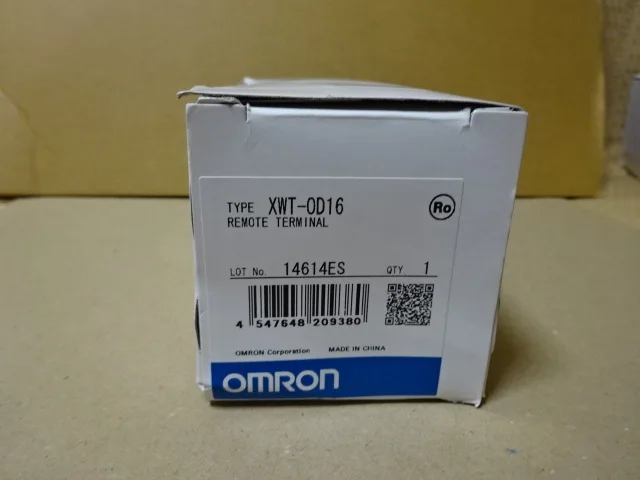 TYPE XWT-OD16 Ro
REMOTE TERMINAL
LOT No. 14614ES QTY 1
4 547648 209380
OMRON Corporation MADE IN CHINA
OMRON